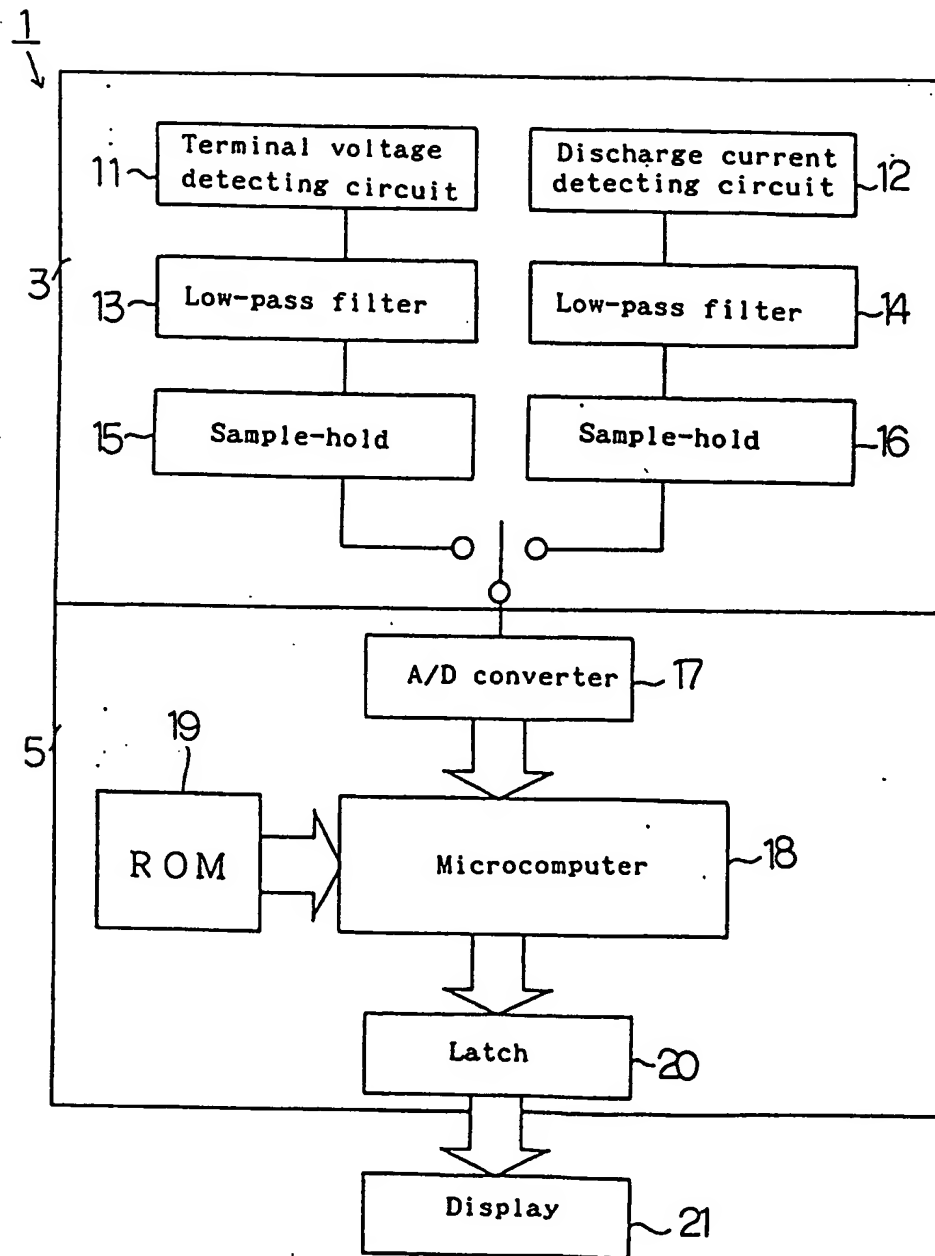 1
11
Terminal voltage
detecting circuit
Discharge current
detecting circuit
12
3
13
Low-pass filter
Low-pass filter
14
15
Sample-hold
Sample-hold
16
A/D converter
17
5
19
ROM
Microcomputer
18
Latch
20
Display
21